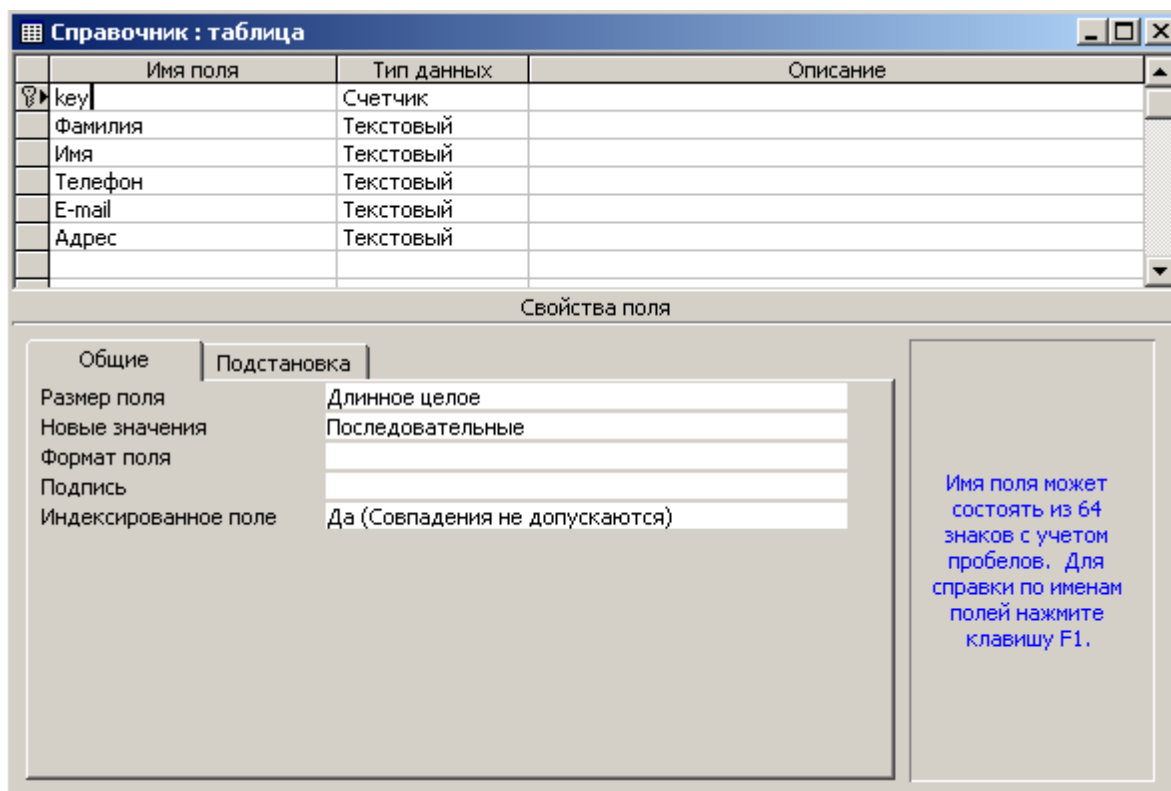 Справочник : таблица
Имя поля Тип данных Описание
key Счетчик
Фамилия Текстовый
Имя Текстовый
Телефон Текстовый
E-mail Текстовый
Адрес Текстовый
Свойства поля
Общие Подстановка
Размер поля Длинное целое
Новые значения Последовательные
Формат поля
Подпись
Индексированное поле Да (Совпадения не допускаются)
Имя поля может
состоять из 64
знаков с учетом
пробелов. Для
справки по именам
полей нажмите
клавишу F1.